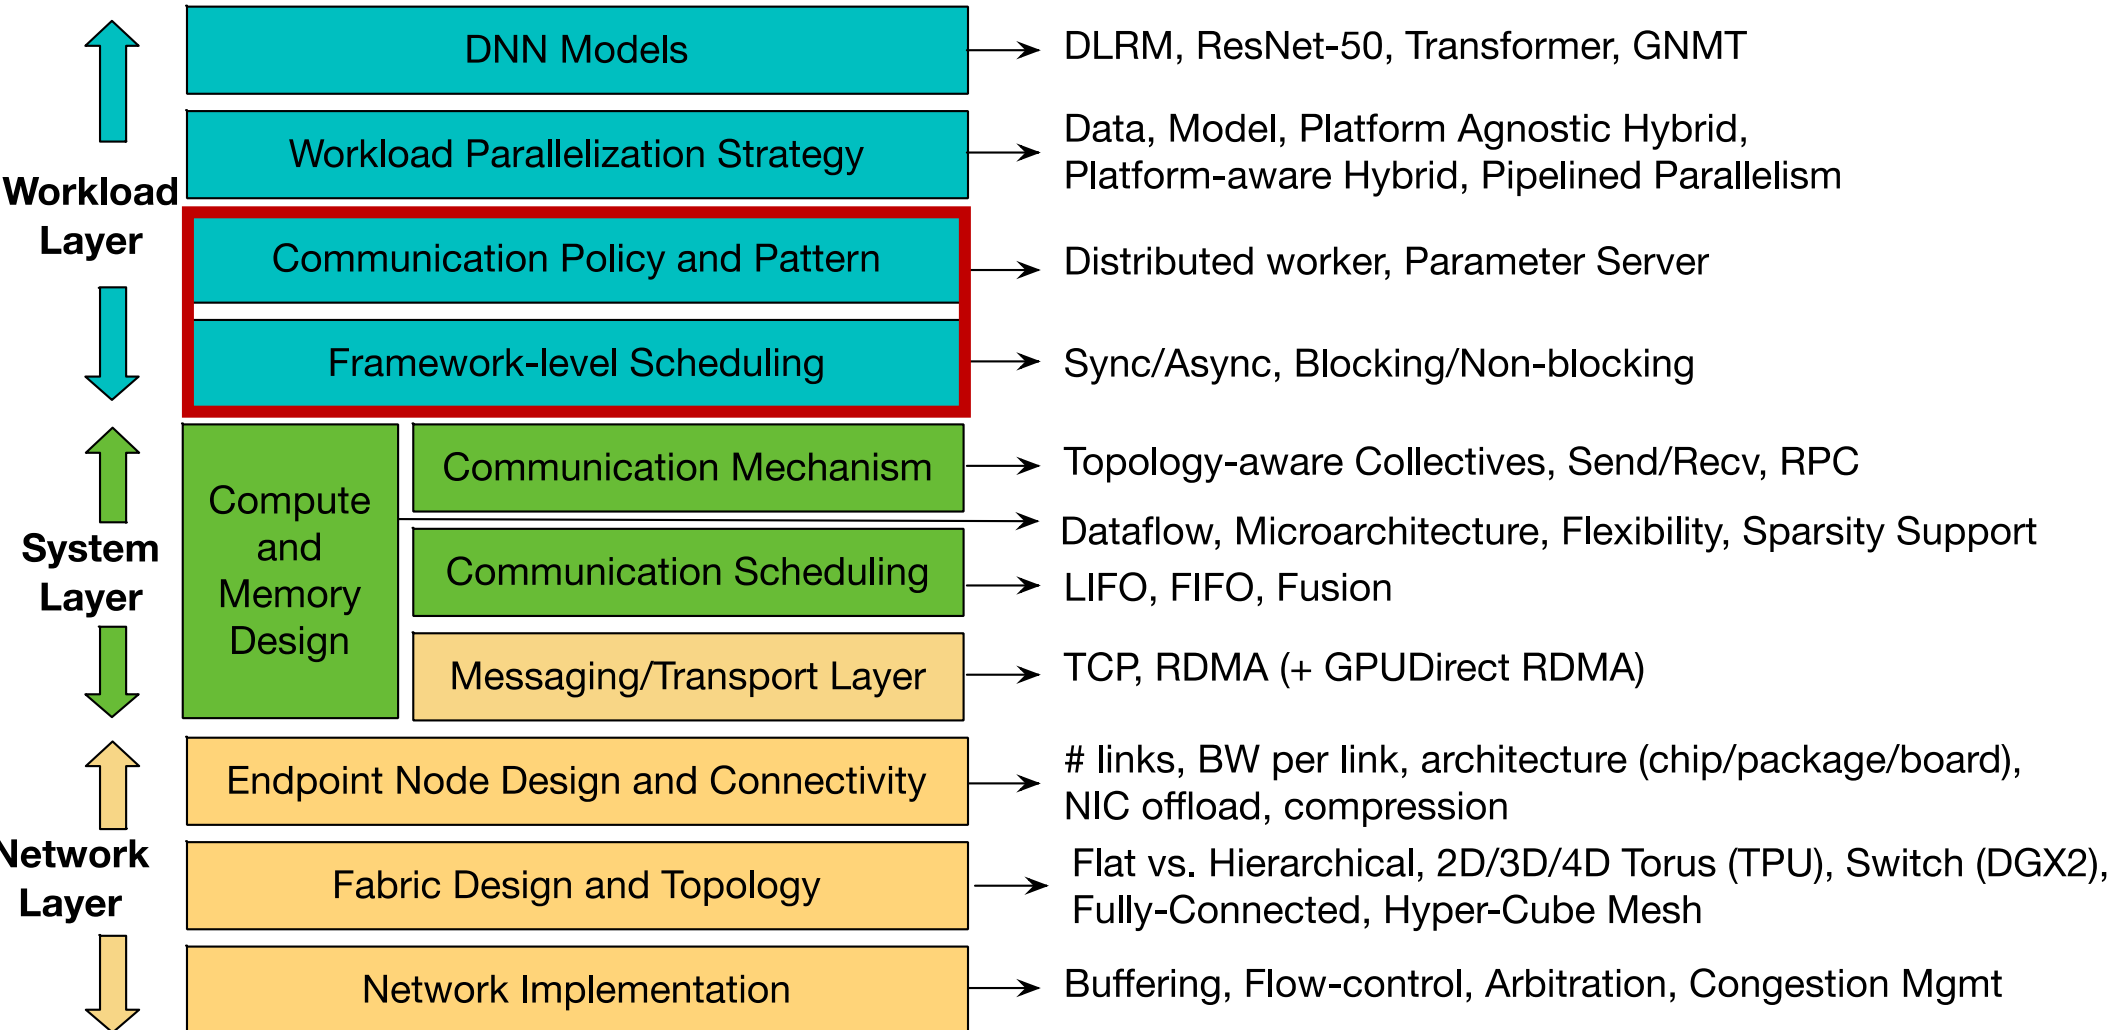 DNN Models
DLRM, ResNet-50, Transformer, GNMT
Workload Parallelization Strategy
Data, Model, Platform Agnostic Hybrid,
Platform-aware Hybrid, Pipelined Parallelism
Workload
Layer
Communication Policy and Pattern
Distributed worker, Parameter Server
Framework-level Scheduling
Sync/Async, Blocking/Non-blocking
System
Layer
Compute
and
Memory
Design
Communication Mechanism
Topology-aware Collectives, Send/Recv, RPC
Dataflow, Microarchitecture, Flexibility, Sparsity Support
Communication Scheduling
LIFO, FIFO, Fusion
Messaging/Transport Layer
TCP, RDMA (+ GPUDirect RDMA)
Network
Layer
Endpoint Node Design and Connectivity
# links, BW per link, architecture (chip/package/board),
NIC offload, compression
Fabric Design and Topology
Flat vs. Hierarchical, 2D/3D/4D Torus (TPU), Switch (DGX2),
Fully-Connected, Hyper-Cube Mesh
Network Implementation
Buffering, Flow-control, Arbitration, Congestion Mgmt